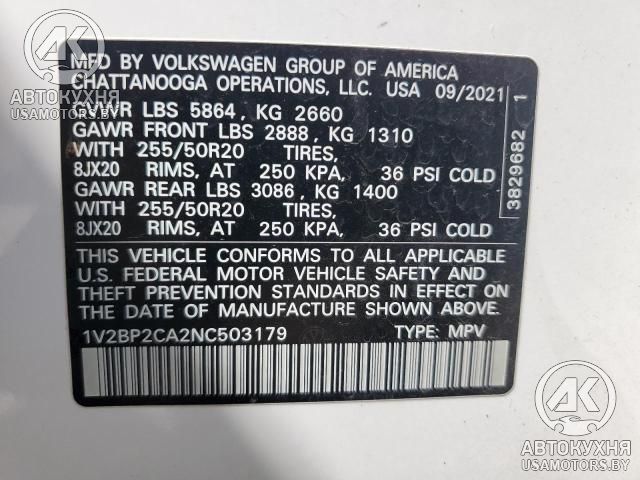 MFD BY VOLKSWAGEN GROUP OF AMERICA
CHATTANOOGA OPERATIONS, LLC. USA 09/2021
GVWR LBS 5864, KG 2660
GAWR FRONT LBS 2888, KG 1310
WITH 255/50R20 TIRES,
8JX20 RIMS, AT 250 KPA, 36 PSI COLD
GAWR REAR LBS 3086, KG 1400
WITH 255/50R20 TIRES,
8JX20 RIMS, AT 250 KPA, 36 PSI COLD
THIS VEHICLE CONFORMS TO ALL APPLICABLE
U.S. FEDERAL MOTOR VEHICLE SAFETY AND
THEFT PREVENTION STANDARDS IN EFFECT ON
THE DATE OF MANUFACTURE SHOWN ABOVE.
1V2BP2CA2NC503179 TYPE: MPV
3829682 1
АК
АВТОКУХНЯ
USAMOTORS.BY
АК
АВТОКУХНЯ
USAMOTORS.BY